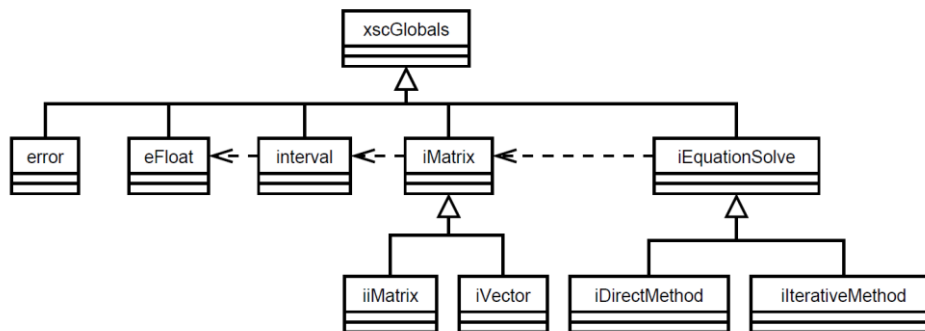 xscGlobals
error
eFloat
interval
iMatrix
iEquationSolve
iiMatrix
iVector
iDirectMethod
iIterativeMethod